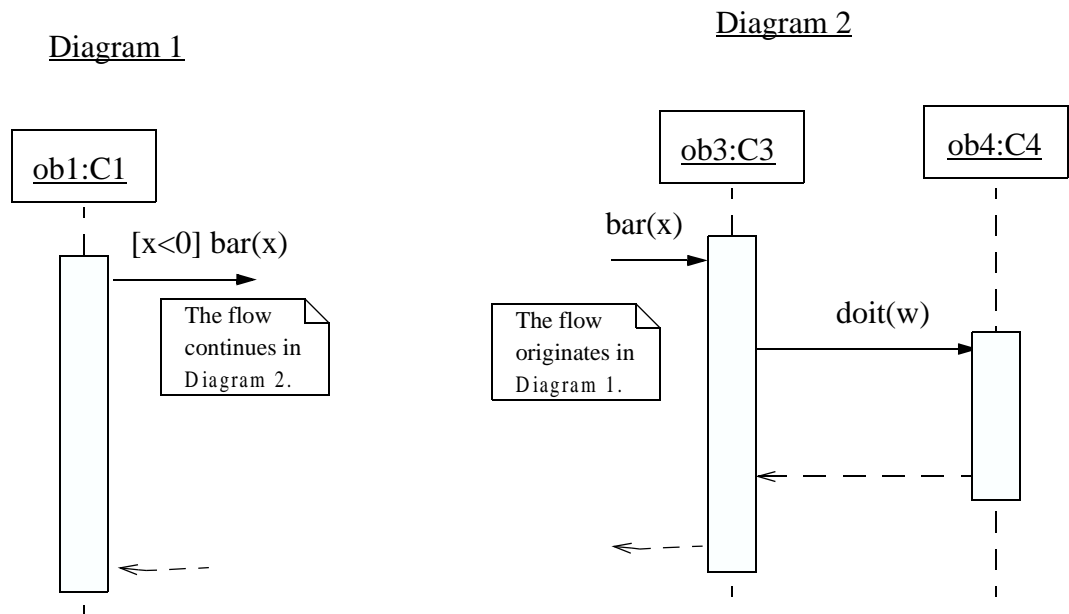 Diagram 1
ob1:C1
[x<0] bar(x)
The flow
continues in
Diagram 2.
Diagram 2
ob3:C3
ob4:C4
bar(x)
The flow
originates in
Diagram 1.
doit(w)